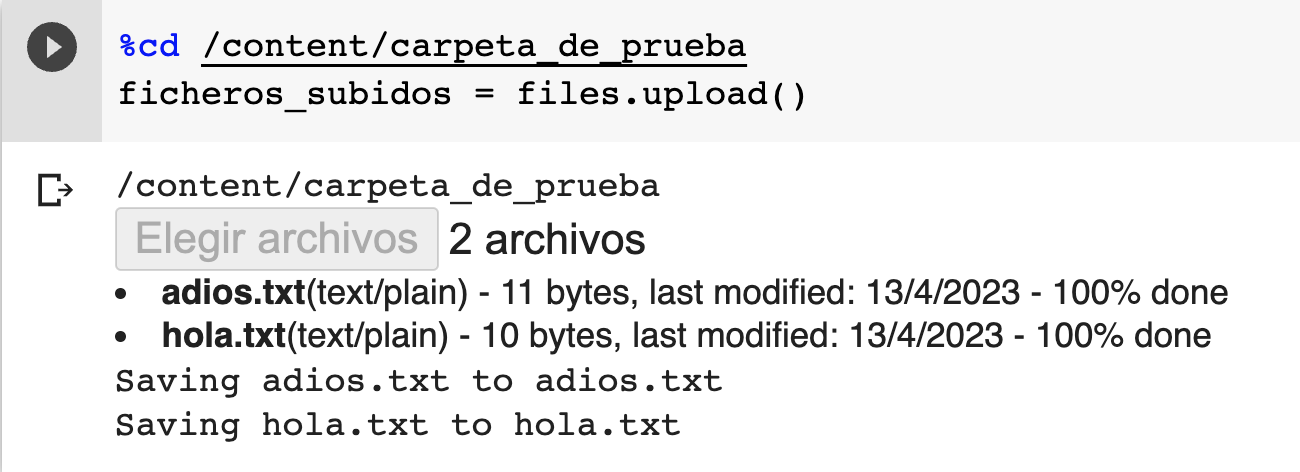 %cd /content/carpeta_de_prueba
ficheros_subidos = files.upload()
/content/carpeta_de_prueba
Elegir archivos 2 archivos
• adios.txt(text/plain) - 11 bytes, last modified: 13/4/2023 - 100% done
• hola.txt(text/plain) - 10 bytes, last modified: 13/4/2023 - 100% done
Saving adios.txt to adios.txt
Saving hola.txt to hola.txt